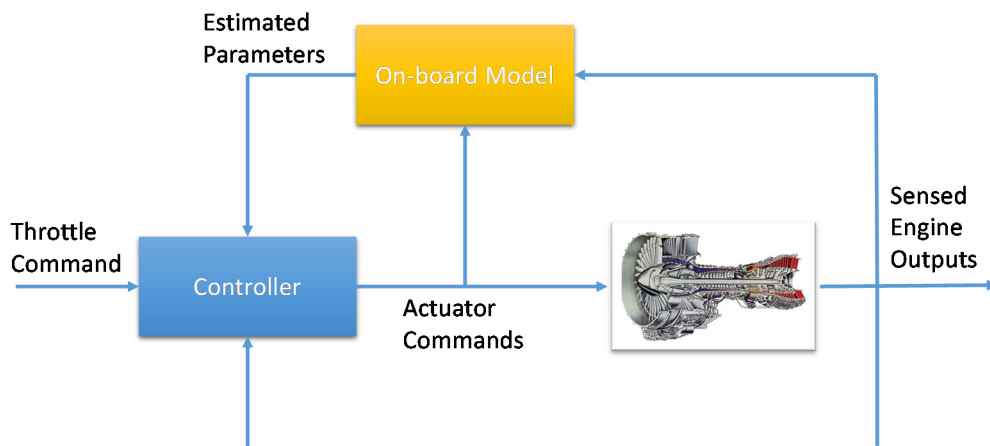 Estimated
Parameters
On-board Model
Throttle
Command
Controller
Actuator
Commands
Sensed
Engine
Outputs